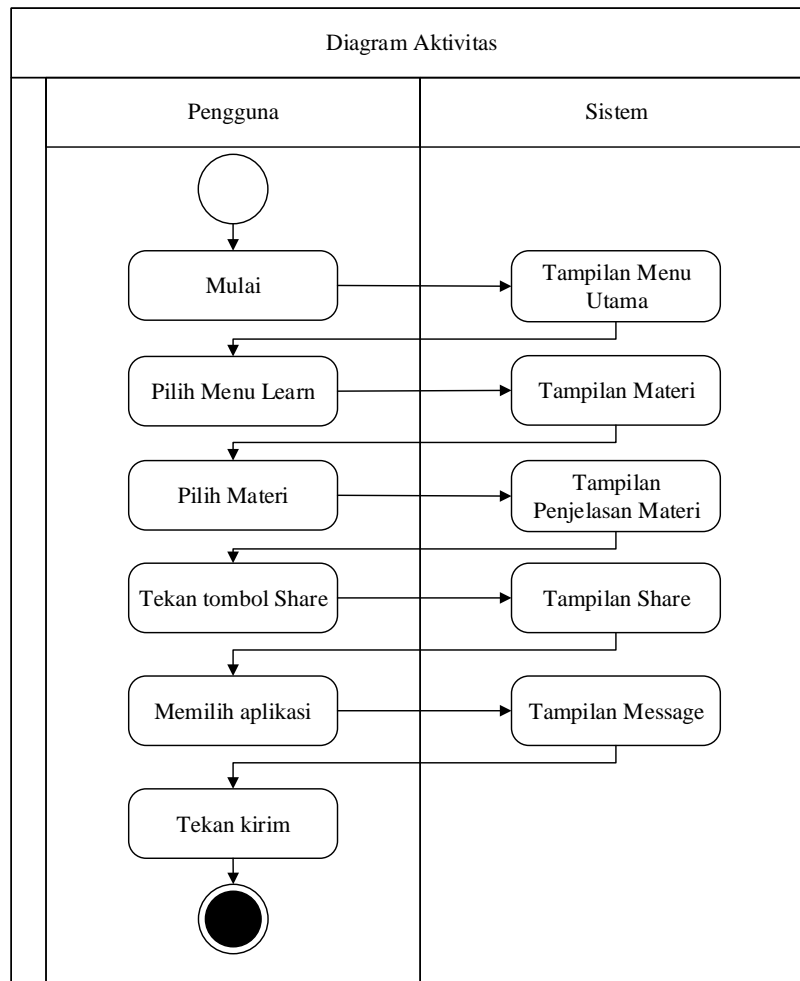 Diagram Aktivitas
Pengguna
Sistem
Mulai
Tampilan Menu
Utama
Pilih Menu Learn
Tampilan Materi
Pilih Materi
Tampilan
Penjelasan Materi
Tekan tombol Share
Tampilan Share
Memilih aplikasi
Tampilan Message
Tekan kirim